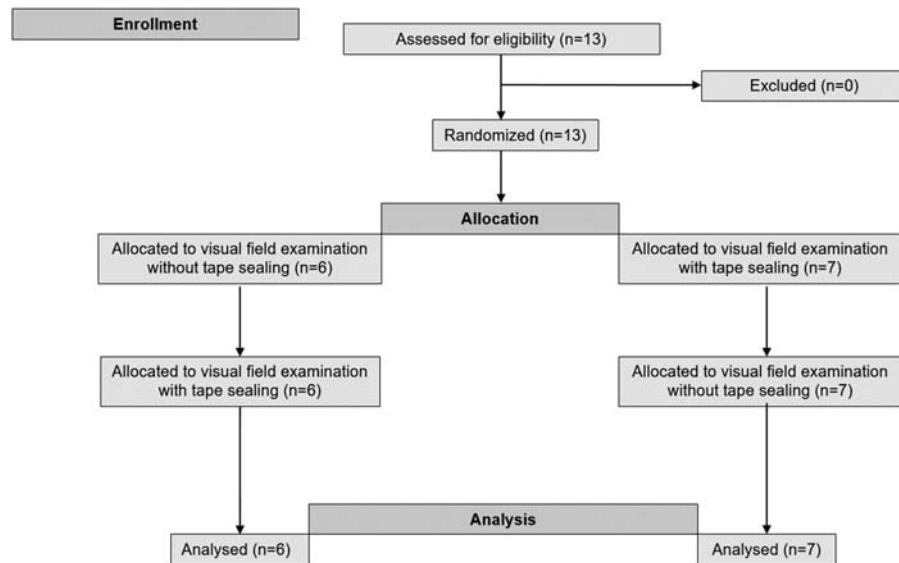 Enrollment
Assessed for eligibility (n=13)
Excluded (n=0)
Randomized (n=13)
Allocation
Allocated to visual field examination
without tape sealing (n=6)
Allocated to visual field examination
with tape sealing (n=7)
Allocated to visual field examination
with tape sealing (n=6)
Allocated to visual field examination
without tape sealing (n=7)
Analysis
Analysed (n=6)
Analysed (n=7)